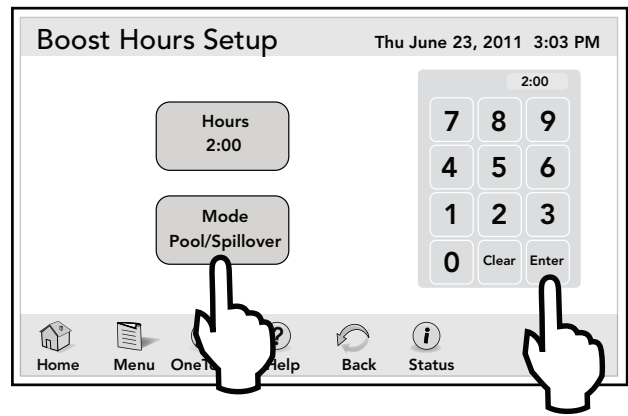 Boost Hours Setup
Thu June 23, 2011 3:03 PM
Hours
2:00
Mode
Pool/Spillover
2:00
7 8 9
4 5 6
1 2 3
0 Clear Enter
?
i
Home Menu OneT Help Back Status